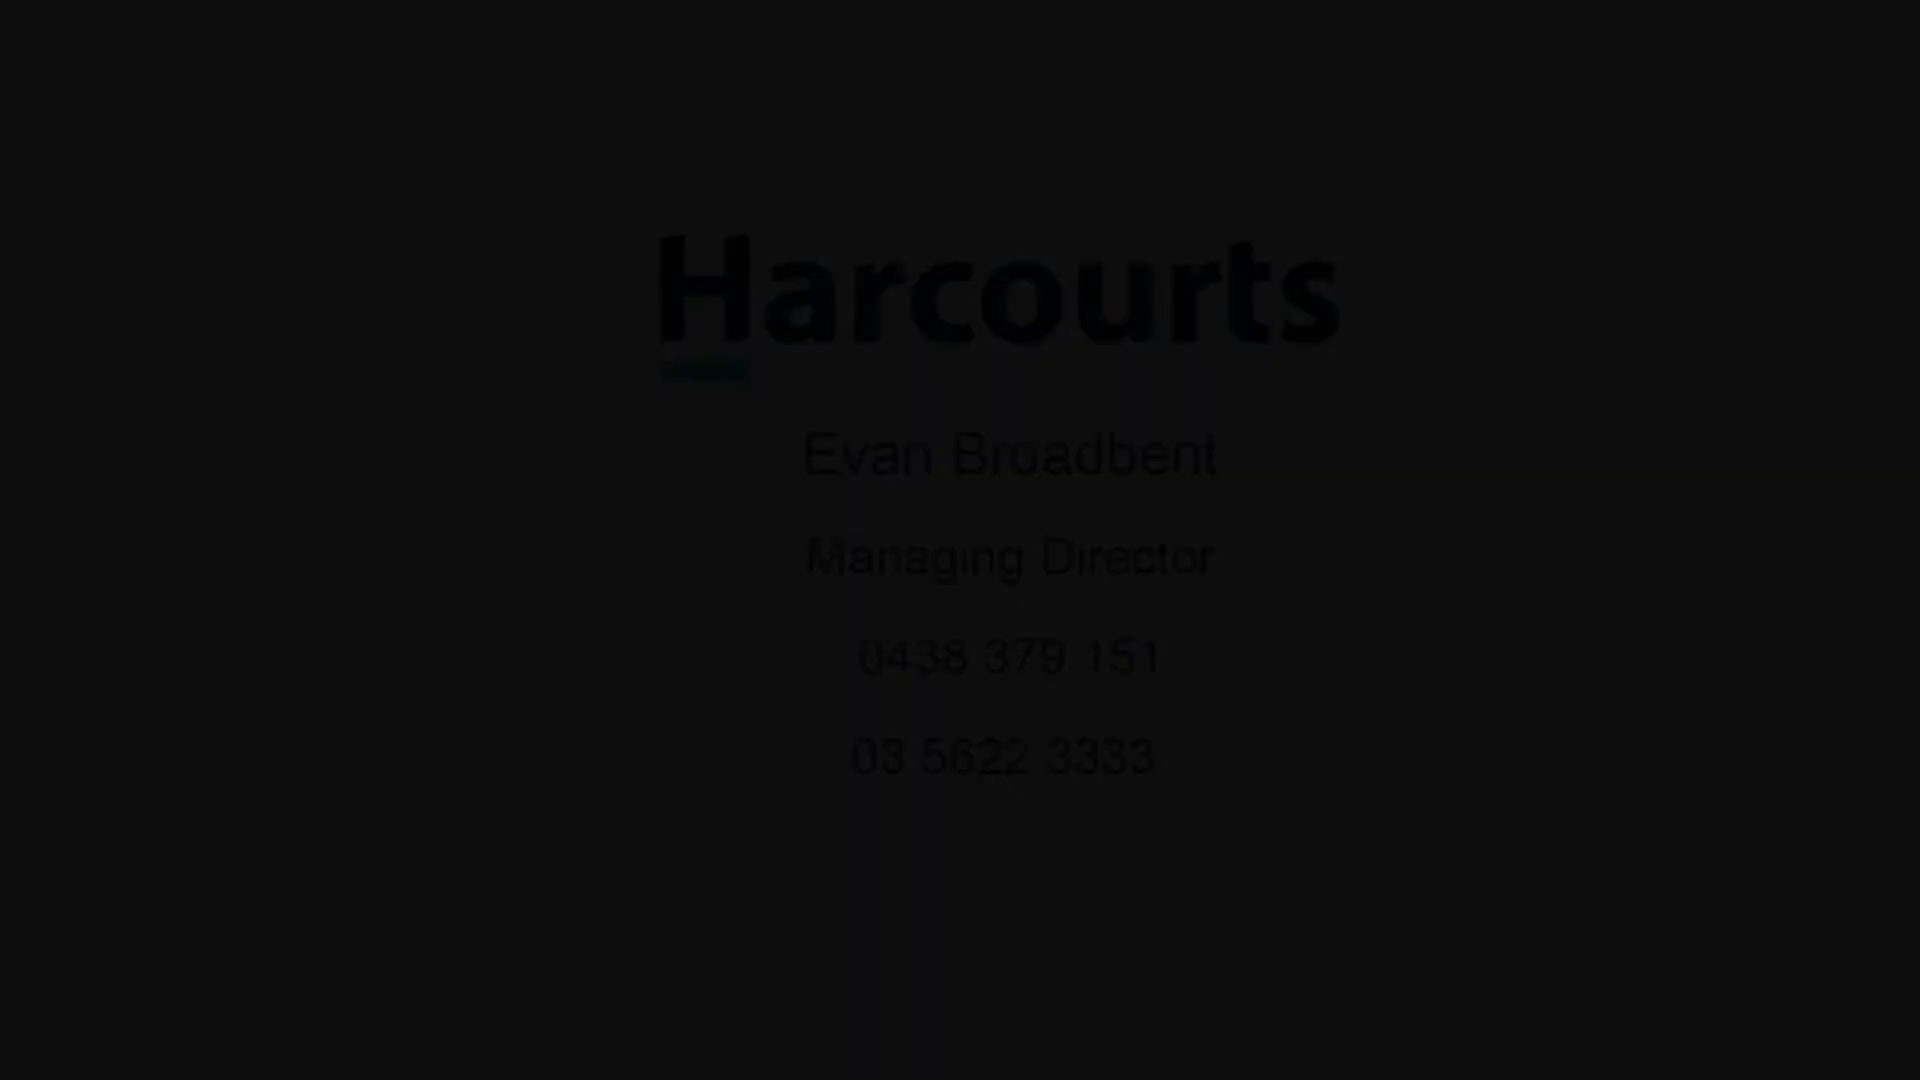 Harcourts
Evan Broadbent
Managing Director
0438 379 151
03 5622 3333